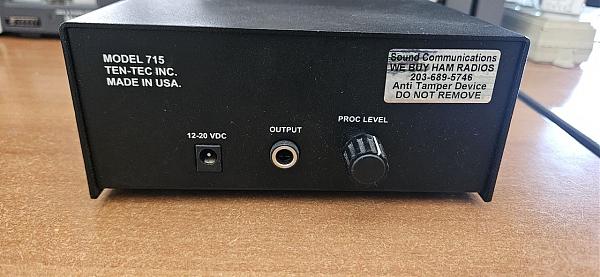 MODEL 715
TEN-TEC INC.
MADE IN USA.
Sound Communications
WE BUY HAM RADIOS
203-689-5746
Anti Tamper Device
DO NOT REMOVE
12-20 VDC
OUTPUT
PROC LEVEL